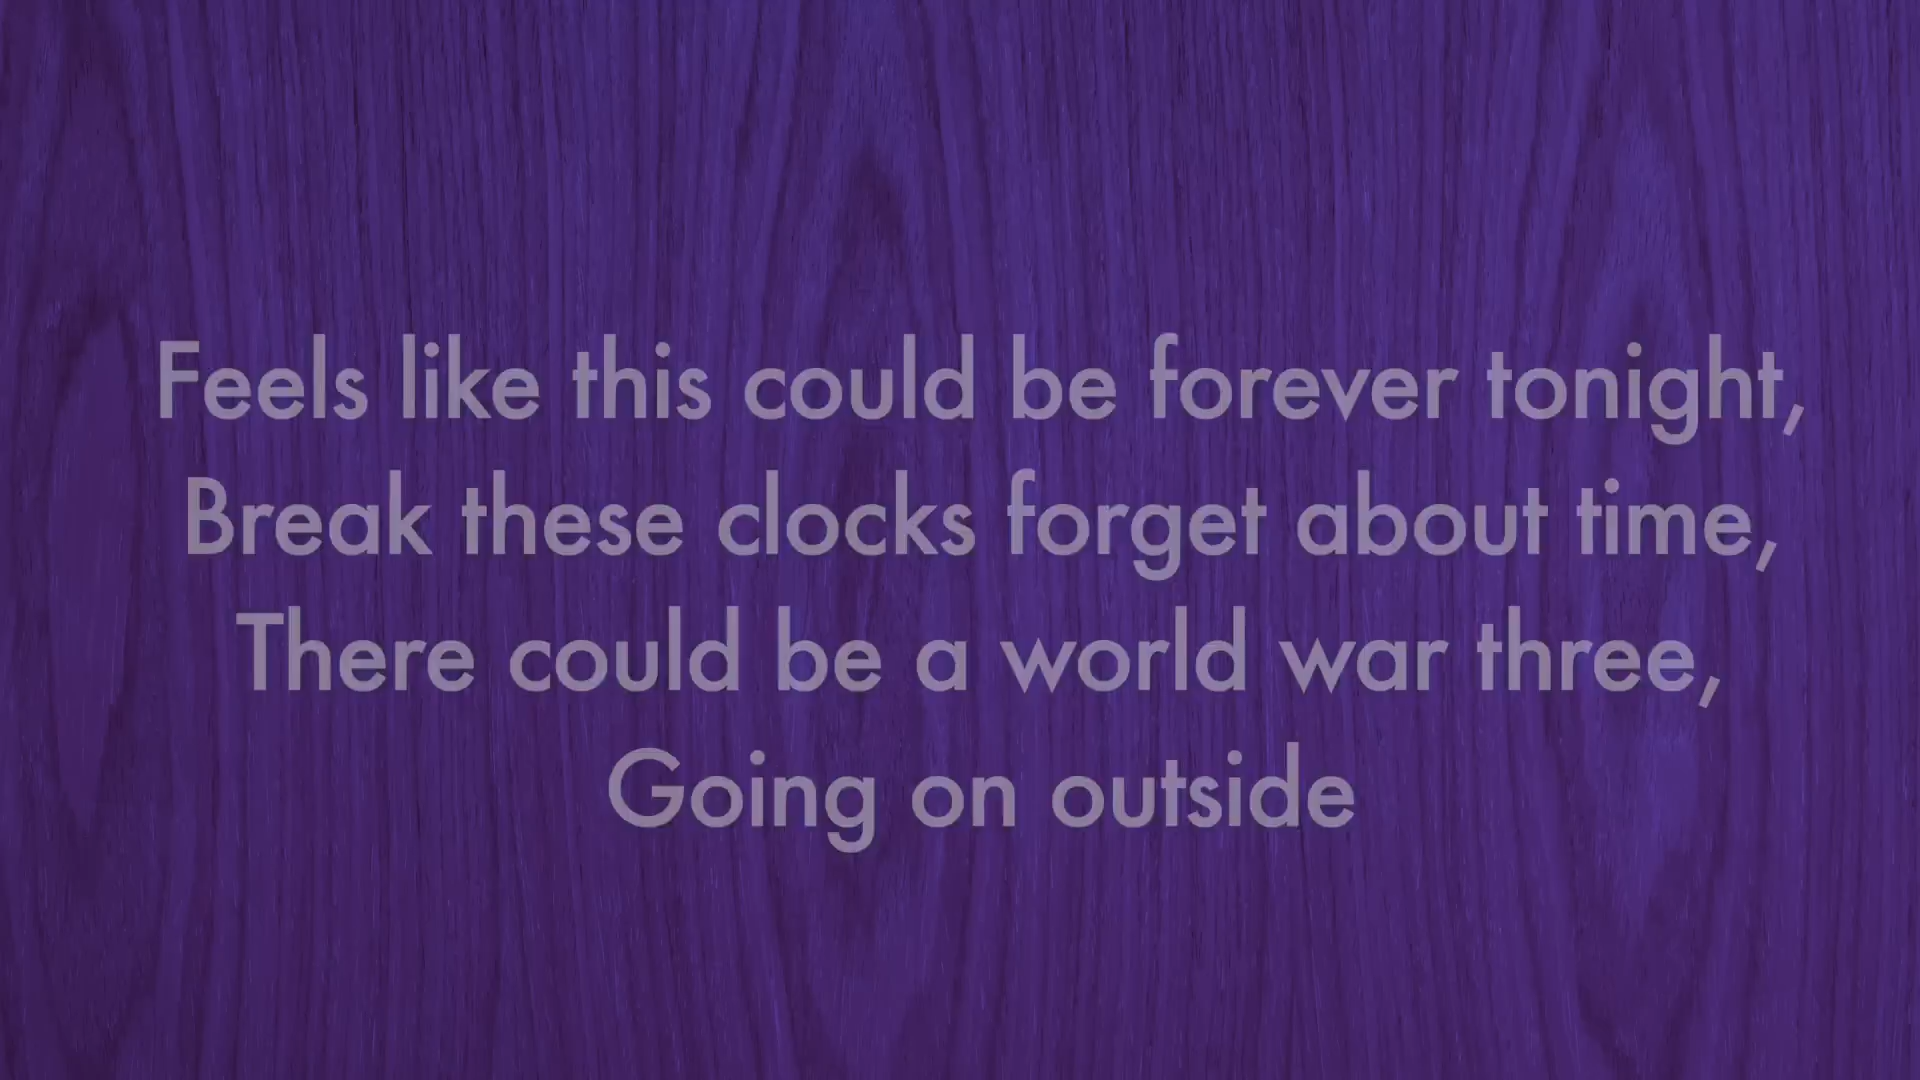 Feels like this could be forever tonight,
Break these clocks forget about time,
There could be a world war three,
Going on outside